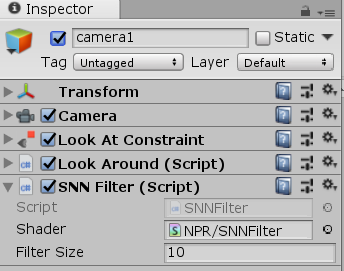 Inspector
camera1 Static
Tag Untagged Layer Default
Transform
Camera
Look At Constraint
Look Around (Script)
SNN Filter (Script)
Script SNNFilter
Shader NPR/SNNFilter
Filter Size 10